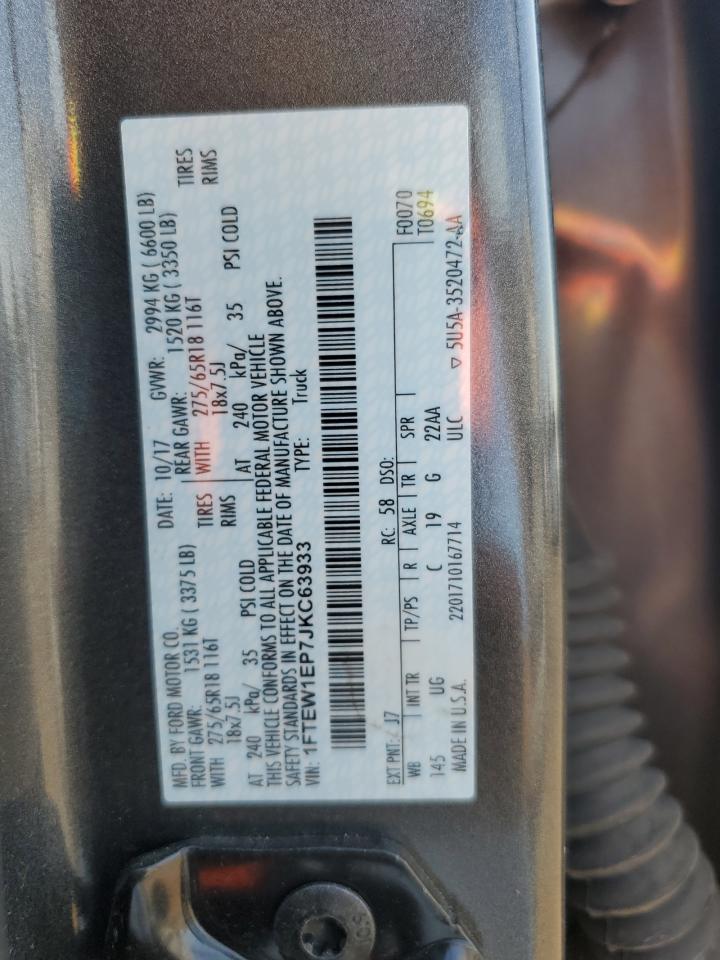 MFD. BY FORD MOTOR CO. DATE: 10/17 GVWR: 2994 KG ( 6600 LB)
FRONT GAWR: 1531 KG ( 3375 LB) REAR GAWR: 1520 KG ( 3350 LB)
WITH 275/65R18 116T TIRES WITH 275/65R18 116T TIRES
18x7.5J RIMS 18x7.5J RIMS
AT 240 kPa/ 35 PSI COLD AT 240 kPa/ 35 PSI COLD
THIS VEHICLE CONFORMS TO ALL APPLICABLE FEDERAL MOTOR VEHICLE
SAFETY STANDARDS IN EFFECT ON THE DATE OF MANUFACTURE SHOWN ABOVE.
VIN: 1FTEW1EP7JKC63933 TYPE: Truck
EXT PNT: J7 RC: 58 DSO: F0070
WB INT TR TP/PS R AXLE TR SPR T0694
145 UG C 19 G 22AA
MADE IN U.S.A. 2201710167714 ULC ▽ 5U5A-3520472-AA